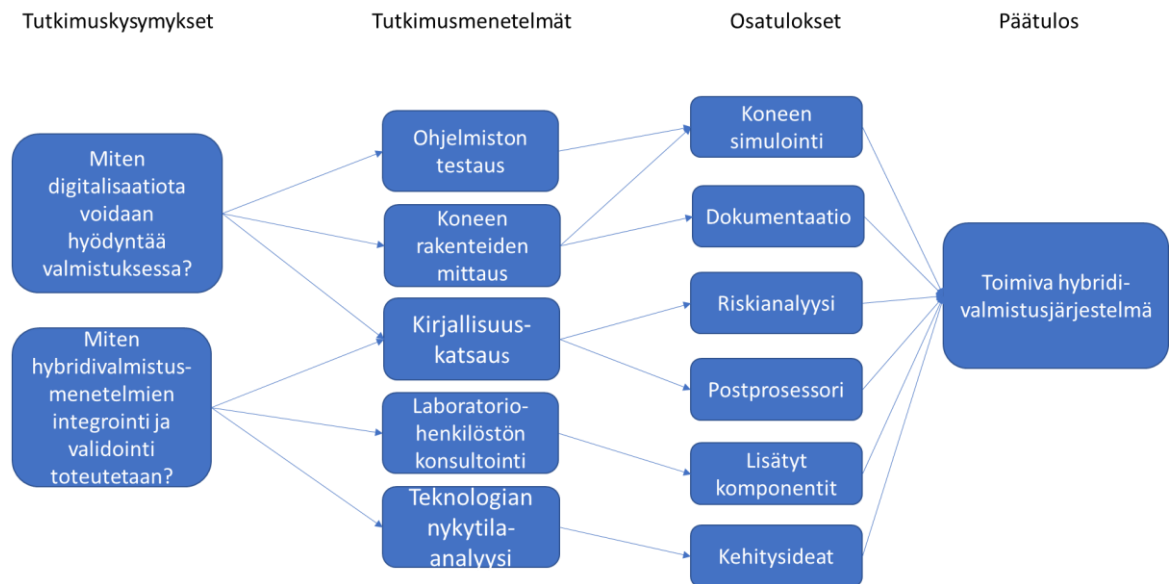 Tutkimuskysymykset
Tutkimusmenetelmät
Osatulokset
Päätulos
Miten
digitalisaatiota
voidaan
hyödyntää
valmistuksessa?
Miten
hybridivalmistus-
menetelmien
integrointi ja
validointi
toteutetaan?
Ohjelmiston
testaus
Koneen
rakenteiden
mittaus
Kirjallisuus-
katsaus
Laboratorio-
henkilöstön
konsultointi
Teknologian
nykytila-
analyysi
Koneen
simulointi
Dokumentaatio
Riskianalyysi
Postprosessori
Lisätyt
komponentit
Kehitysideat
Toimiva hybridi-
valmistusjärjestelmä